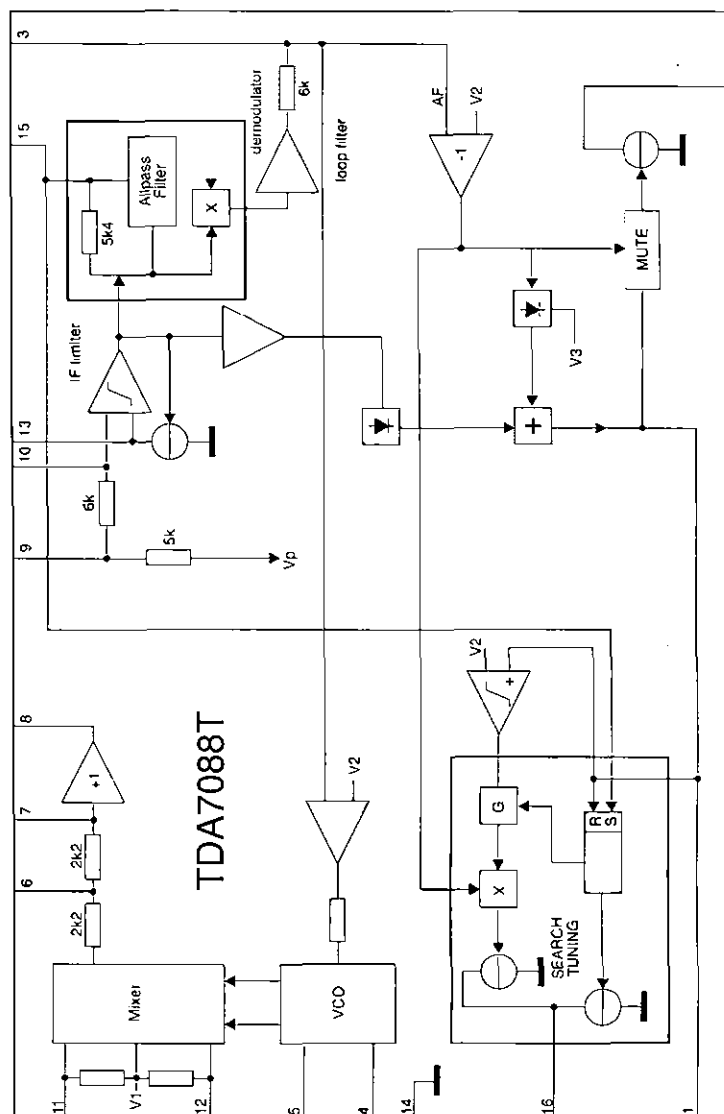 3
15
13
10
9
8
7
6
11
12
5
4
14
16
1
6k
demodulator
loop filter
Allpass
Filter
5k4
X
AF
V2
-1
MUTE
IF limiter
V3
+
6k
5k
Vp
+1
2k2
2k2
TDA7088T
V2
V2
+
G
R
S
X
SEARCH
TUNING
Mixer
VCO
V1